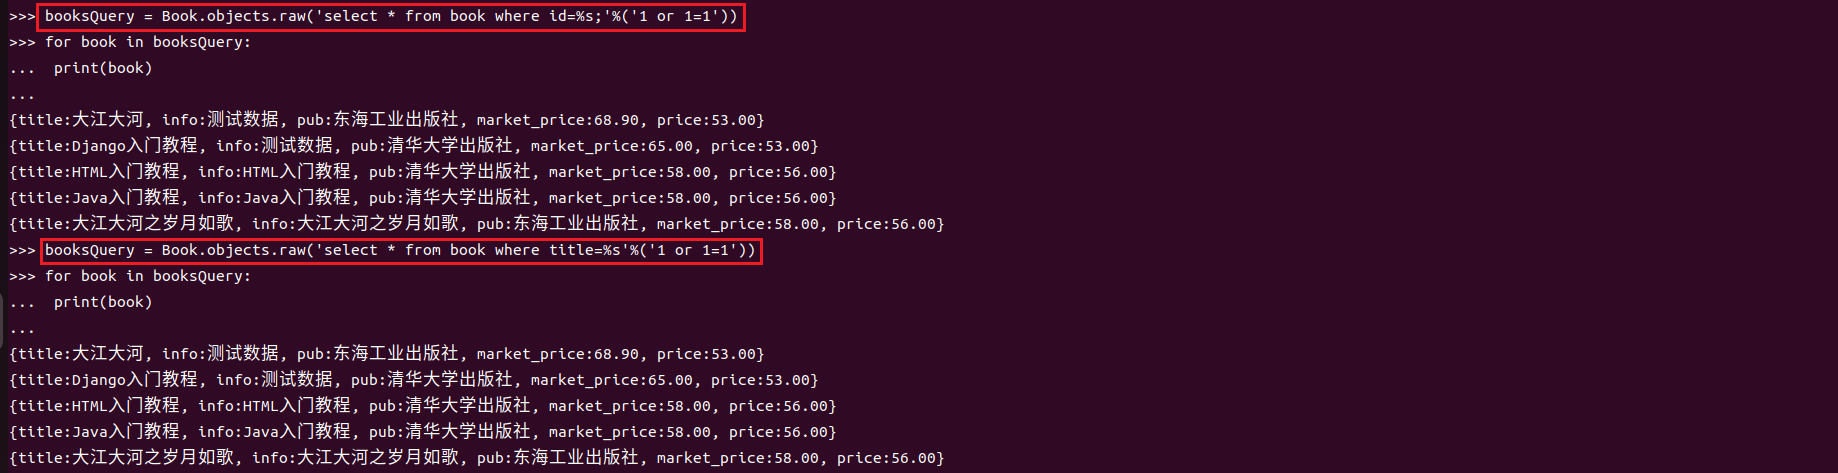 >>> booksQuery = Book.objects.raw('select * from book where id=%s;'%('1 or 1=1'))
>>> for book in booksQuery:
...  print(book)
...
{title:大江大河, info:测试数据, pub:东海工业出版社, market_price:68.90, price:53.00}
{title:Django入门教程, info:测试数据, pub:清华大学出版社, market_price:65.00, price:53.00}
{title:HTML入门教程, info:HTML入门教程, pub:清华大学出版社, market_price:58.00, price:56.00}
{title:Java入门教程, info:Java入门教程, pub:清华大学出版社, market_price:58.00, price:56.00}
{title:大江大河之岁月如歌, info:大江大河之岁月如歌, pub:东海工业出版社, market_price:58.00, price:56.00}
>>> booksQuery = Book.objects.raw('select * from book where title=%s'%('1 or 1=1'))
>>> for book in booksQuery:
...  print(book)
...
{title:大江大河, info:测试数据, pub:东海工业出版社, market_price:68.90, price:53.00}
{title:Django入门教程, info:测试数据, pub:清华大学出版社, market_price:65.00, price:53.00}
{title:HTML入门教程, info:HTML入门教程, pub:清华大学出版社, market_price:58.00, price:56.00}
{title:Java入门教程, info:Java入门教程, pub:清华大学出版社, market_price:58.00, price:56.00}
{title:大江大河之岁月如歌, info:大江大河之岁月如歌, pub:东海工业出版社, market_price:58.00, price:56.00}